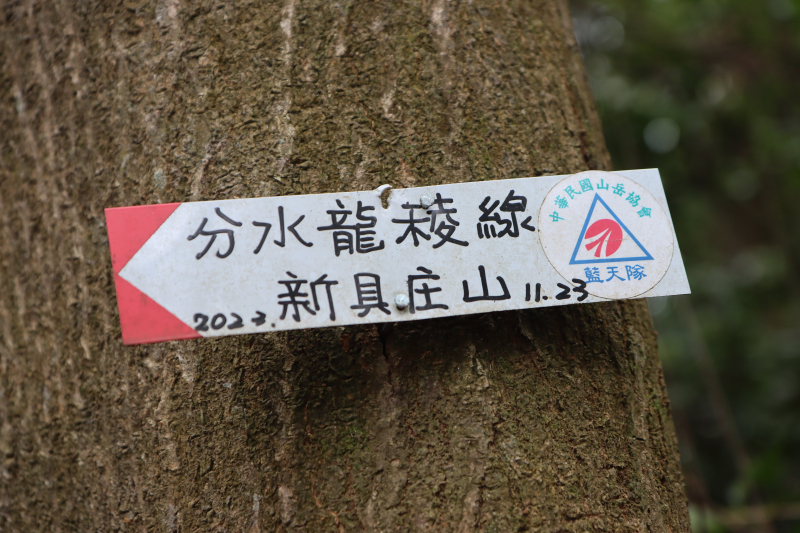 分水龍稜線
新具庄山
2023. 11.23
中華民國山岳協會
藍天隊